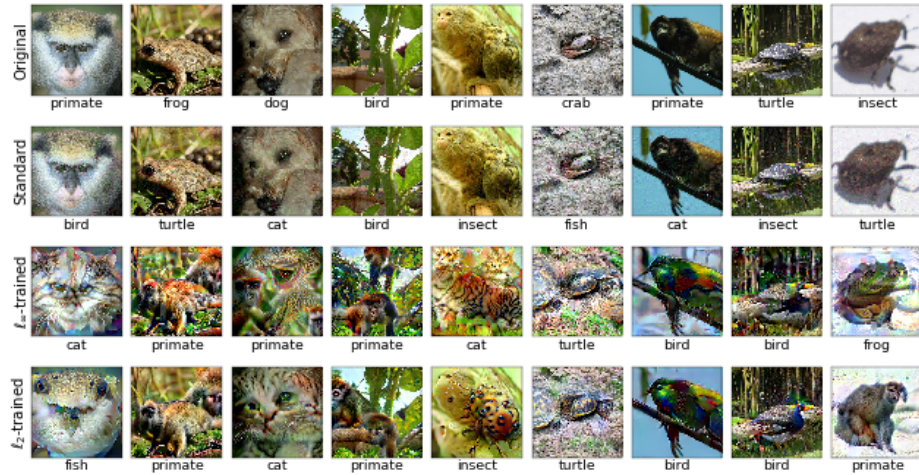 Original
primate frog dog bird primate crab primate turtle insect
Standard
bird turtle cat bird insect fish cat insect turtle
ℓ∞-trained
cat primate primate primate cat turtle bird bird frog
ℓ₂-trained
fish primate cat primate insect turtle bird bird primate